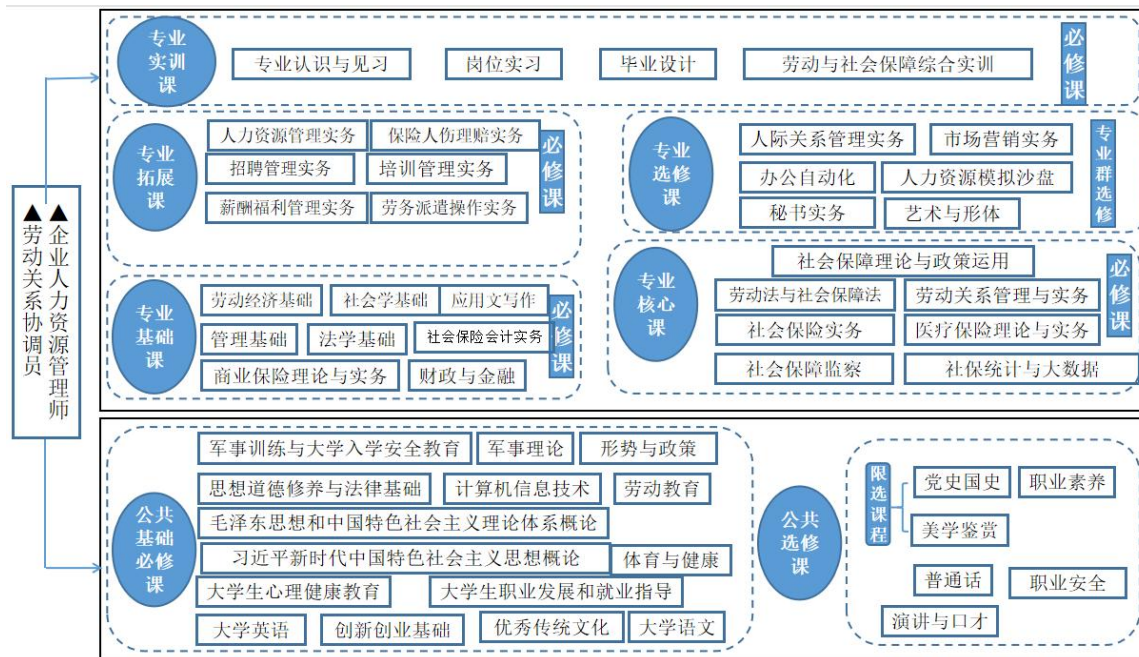 ▲企业人力资源管理师
▲劳动关系协调员
专业
实训
课
专业认识与见习
岗位实习
毕业设计
劳动与社会保障综合实训
必修课
专业
拓展
课
人力资源管理实务
保险人伤理赔实务
招聘管理实务
培训管理实务
薪酬福利管理实务
劳务派遣操作实务
必修课
专业
选修
课
人际关系管理实务
市场营销实务
办公自动化
人力资源模拟沙盘
秘书实务
艺术与形体
专业群选修
专业
基础
课
劳动经济基础
社会学基础
应用文写作
管理基础
法学基础
社会保险会计实务
商业保险理论与实务
财政与金融
必修课
专业
核心
课
社会保障理论与政策运用
劳动法与社会保障法
劳动关系管理与实务
社会保险实务
医疗保险理论与实务
社会保障监察
社保统计与大数据
必修课
公共
基础
必修
课
军事训练与大学入学安全教育
军事理论
形势与政策
思想道德修养与法律基础
计算机信息技术
劳动教育
毛泽东思想和中国特色社会主义理论体系概论
习近平新时代中国特色社会主义思想概论
体育与健康
大学生心理健康教育
大学生职业发展和就业指导
大学英语
创新创业基础
优秀传统文化
大学语文
公共
选修
课
限选课程
党史国史
职业素养
美学鉴赏
普通话
职业安全
演讲与口才